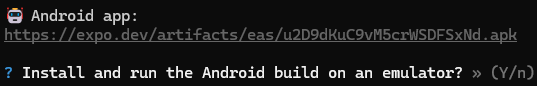 Android app:
https://expo.dev/artifacts/eas/u2D9dKuC9vM5crWSDFSxNd.apk
? Install and run the Android build on an emulator? » (Y/n)